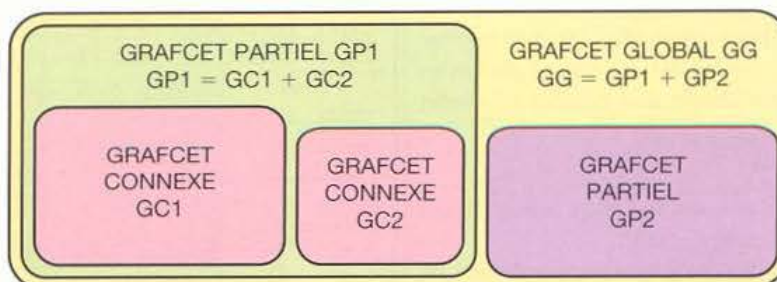 GRAFCET PARTIEL GP1
GP1 = GC1 + GC2
GRAFCET GLOBAL GG
GG = GP1 + GP2
GRAFCET
CONNEXE
GC1
GRAFCET
CONNEXE
GC2
GRAFCET
PARTIEL
GP2